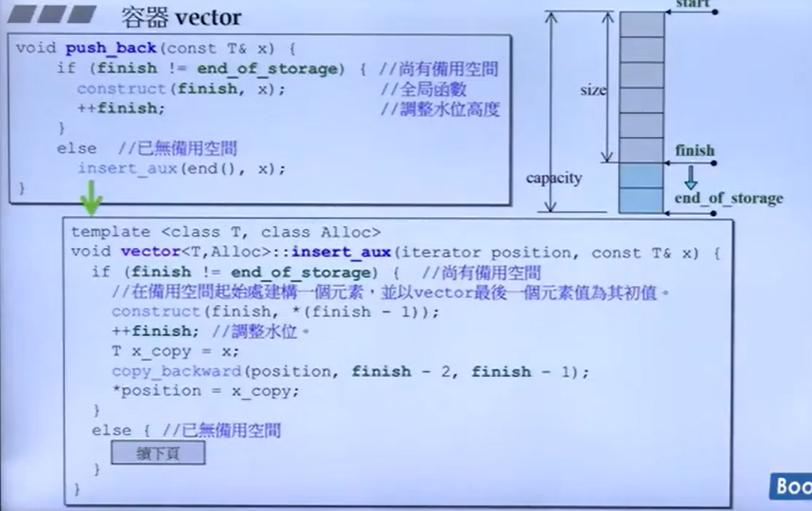 容器 vector
void push_back(const T& x) {
if (finish != end_of_storage) { //尚有備用空間
construct(finish, x); //全局函數
++finish; //調整水位高度
}
else //已無備用空間
insert_aux(end(), x);
}
template <class T, class Alloc>
void vector<T,Alloc>::insert_aux(iterator position, const T& x) {
if (finish != end_of_storage) { //尚有備用空間
//在備用空間起始處建構一個元素，並以vector最後一個元素值為其初值。
construct(finish, *(finish - 1));
++finish; //調整水位。
T x_copy = x;
copy_backward(position, finish - 2, finish - 1);
*position = x_copy;
}
else { //已無備用空間
續下頁
}
}
start
size
finish
capacity
end_of_storage
Boo